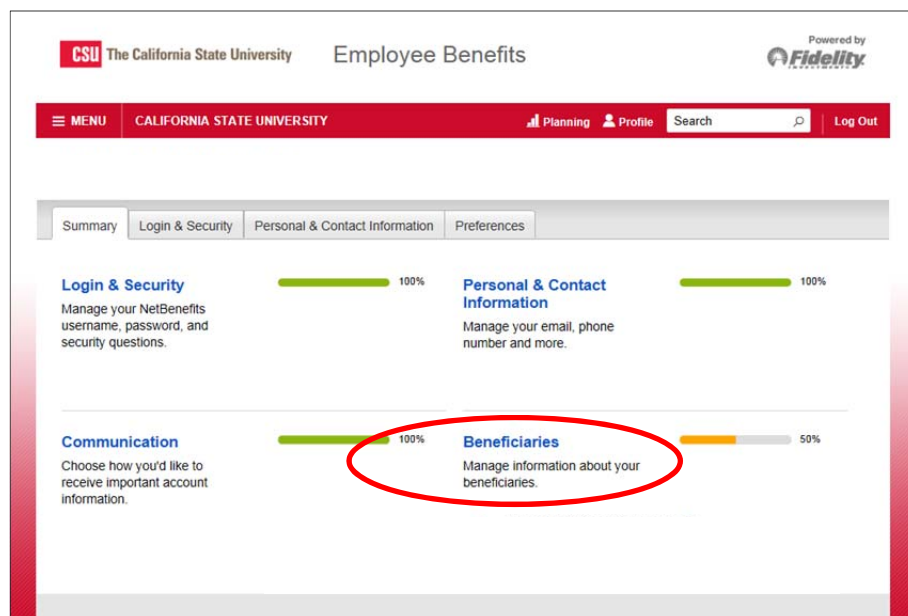 CSU The California State University
Employee Benefits
Powered by
Fidelity
INVESTMENTS
MENU
CALIFORNIA STATE UNIVERSITY
Planning
Profile
Search
Log Out
Summary
Login & Security
Personal & Contact Information
Preferences
Login & Security
100%
Manage your NetBenefits
username, password, and
security questions.
Personal & Contact
Information
100%
Manage your email, phone
number and more.
Communication
100%
Choose how you'd like to
receive important account
information.
Beneficiaries
50%
Manage information about your
beneficiaries.